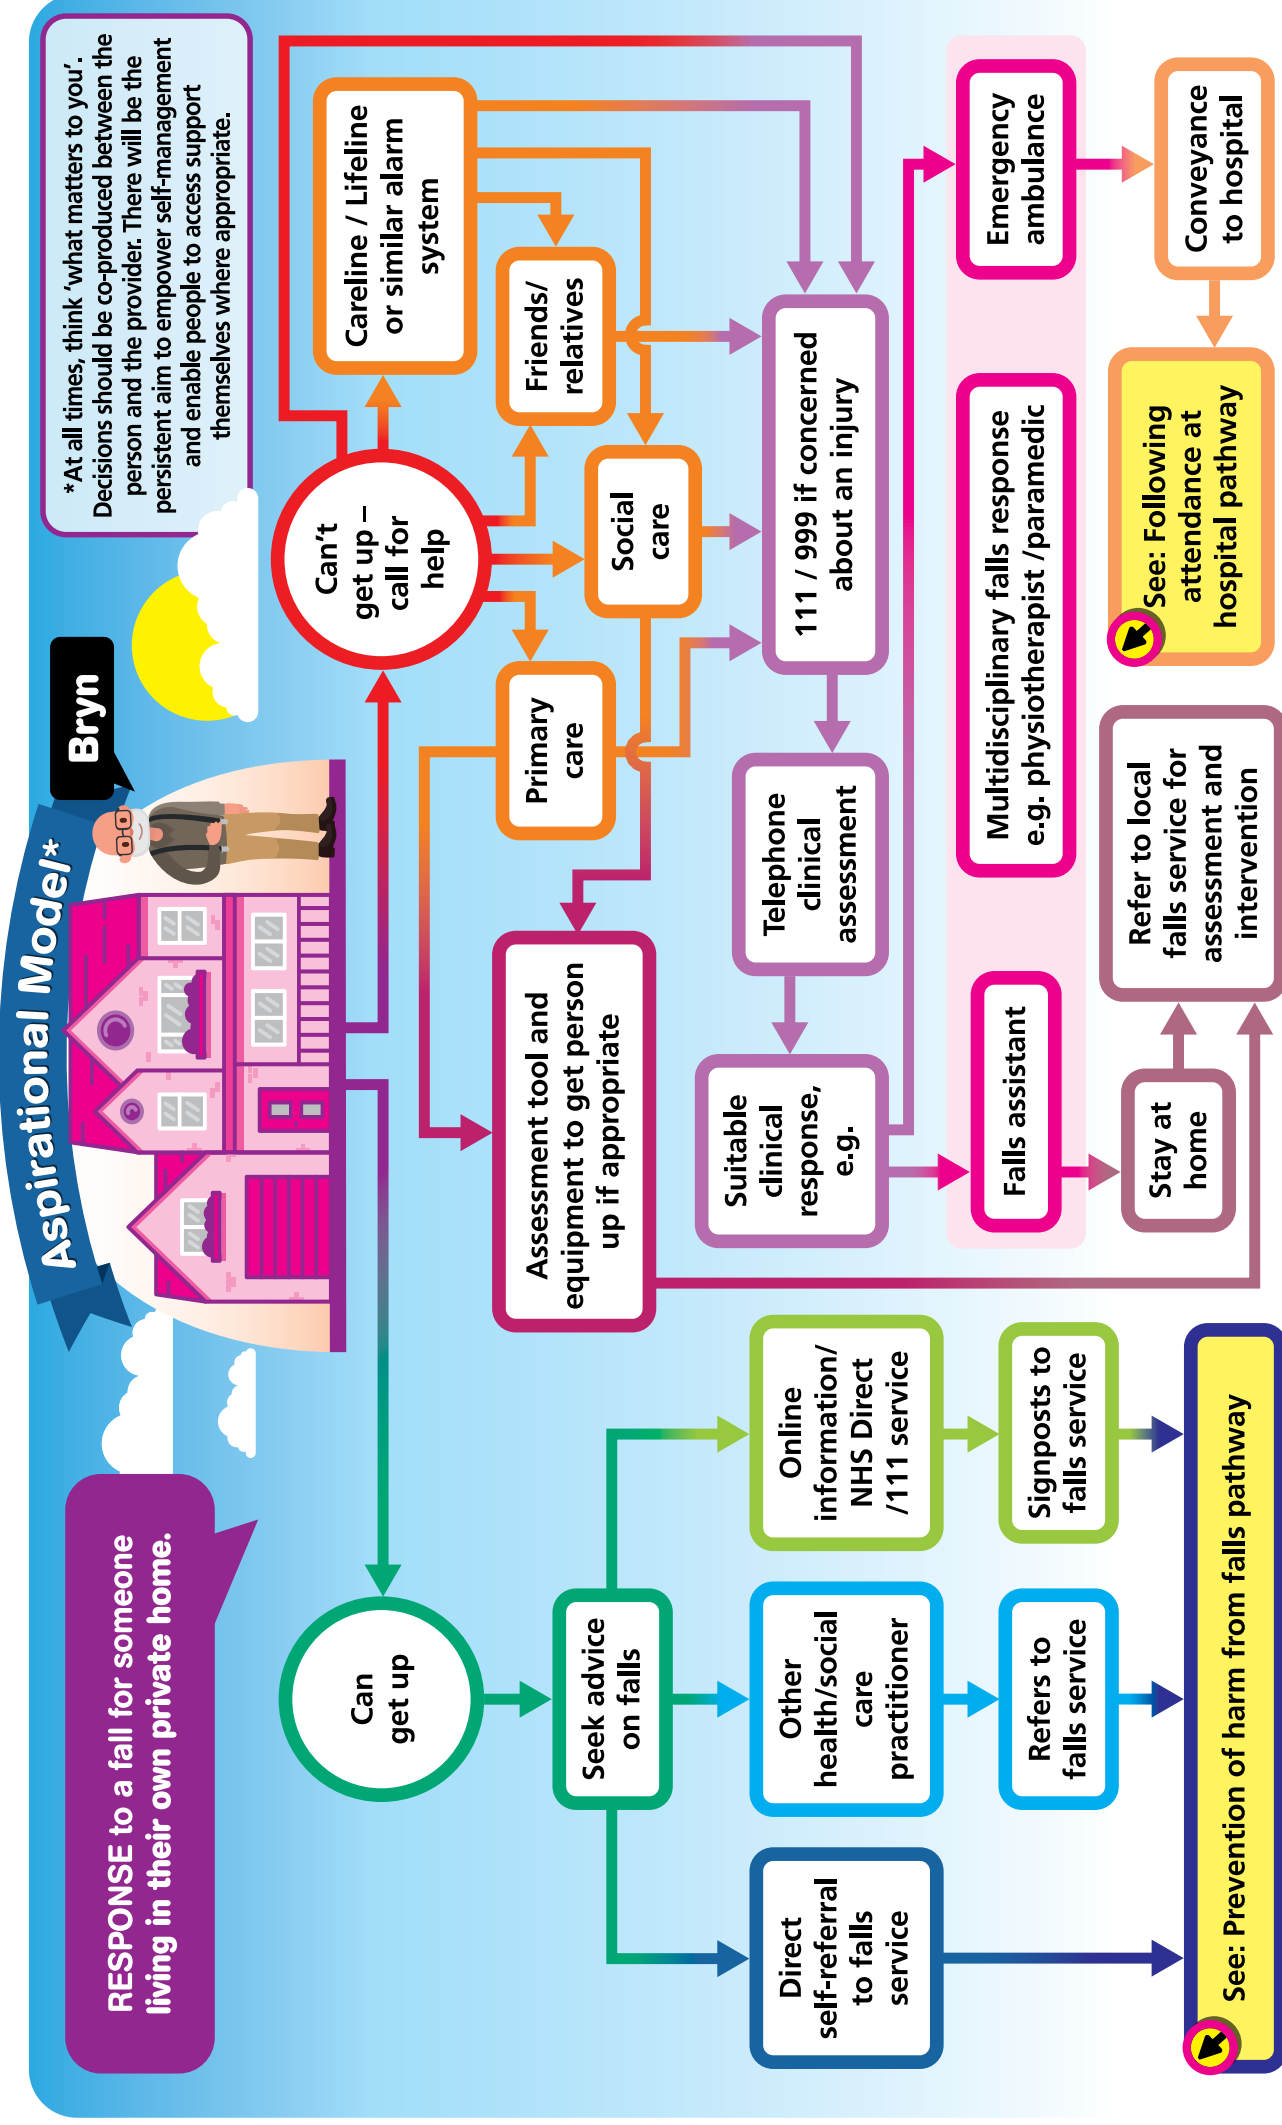 Aspirational Model*
RESPONSE to a fall for someone
living in their own private home.
Bryn
*At all times, think ‘what matters to you’.
Decisions should be co-produced between the
person and the provider. There will be the
persistent aim to empower self-management
and enable people to access support
themselves where appropriate.
Can
get up
Can’t
get up –
call for
help
Careline / Lifeline
or similar alarm
system
Friends/
relatives
Social
care
Primary
care
Assessment tool and
equipment to get person
up if appropriate
Seek advice
on falls
111 / 999 if concerned
about an injury
Telephone
clinical
assessment
Suitable
clinical
response,
e.g.
Direct
self-referral
to falls
service
Other
health/social
care
practitioner
Online
information/
NHS Direct
/111 service
Falls assistant
Multidisciplinary falls response
e.g. physiotherapist /paramedic
Emergency
ambulance
Refers to
falls service
Signposts to
falls service
Stay at
home
Refer to local
falls service for
assessment and
intervention
See: Following
attendance at
hospital pathway
Conveyance
to hospital
See: Prevention of harm from falls pathway